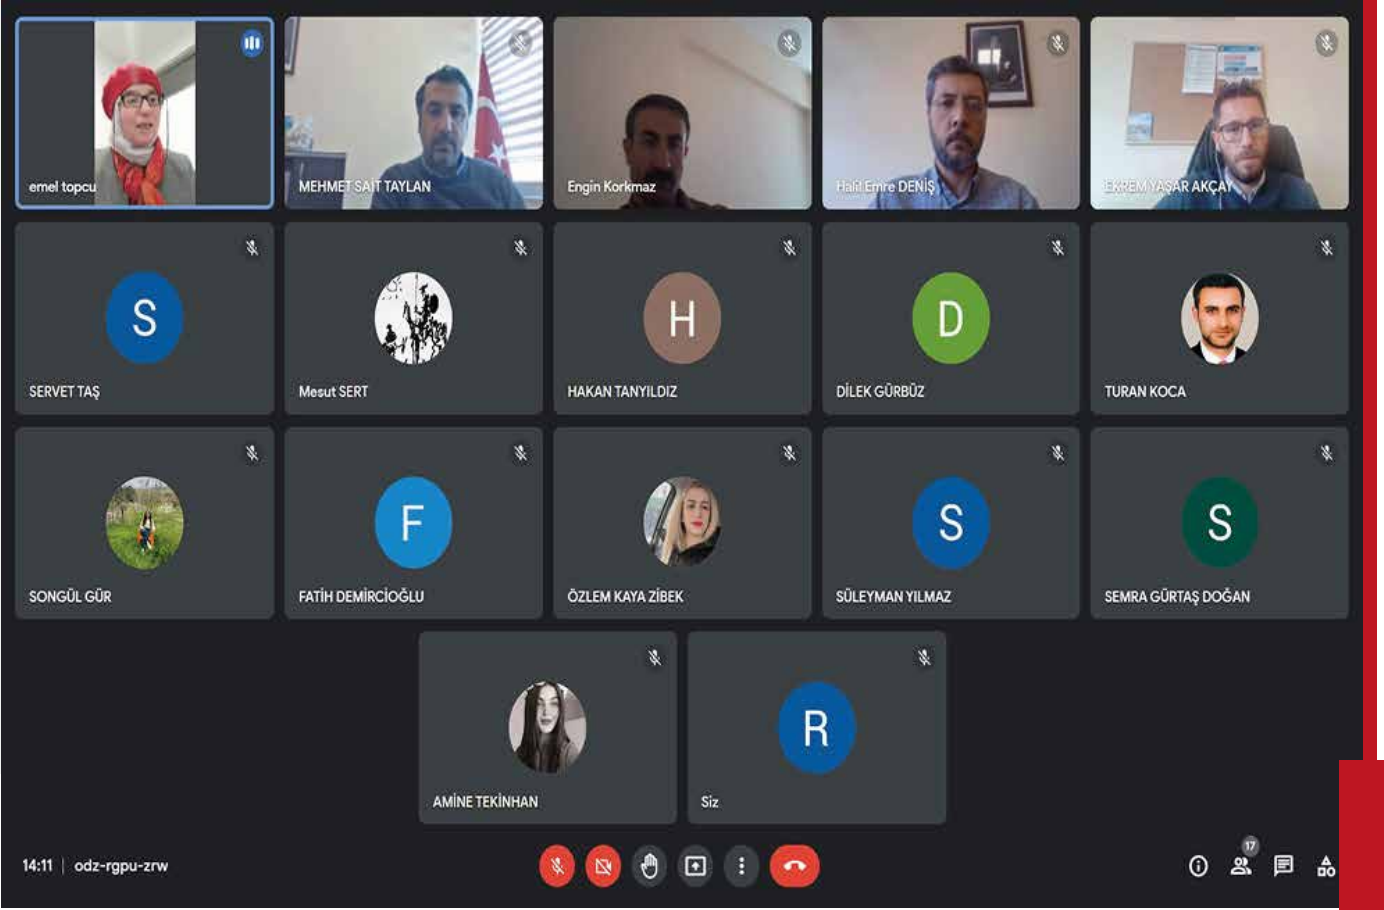 emel topcu
MEHMET SAİT TAYLAN
Engin Korkmaz
Halil Emre DENİŞ
EKREM YAŞAR AKÇAY
S
SERVET TAŞ
Mesut SERT
H
HAKAN TANYILDIZ
D
DİLEK GÜRBÜZ
TURAN KOCA
SONGÜL GÜR
F
FATİH DEMİRCİOĞLU
ÖZLEM KAYA ZİBEK
S
SÜLEYMAN YILMAZ
S
SEMRA GÜRTAŞ DOĞAN
AMİNE TEKİNHAN
R
Siz
14:11 | odz-rgpu-zrw
17